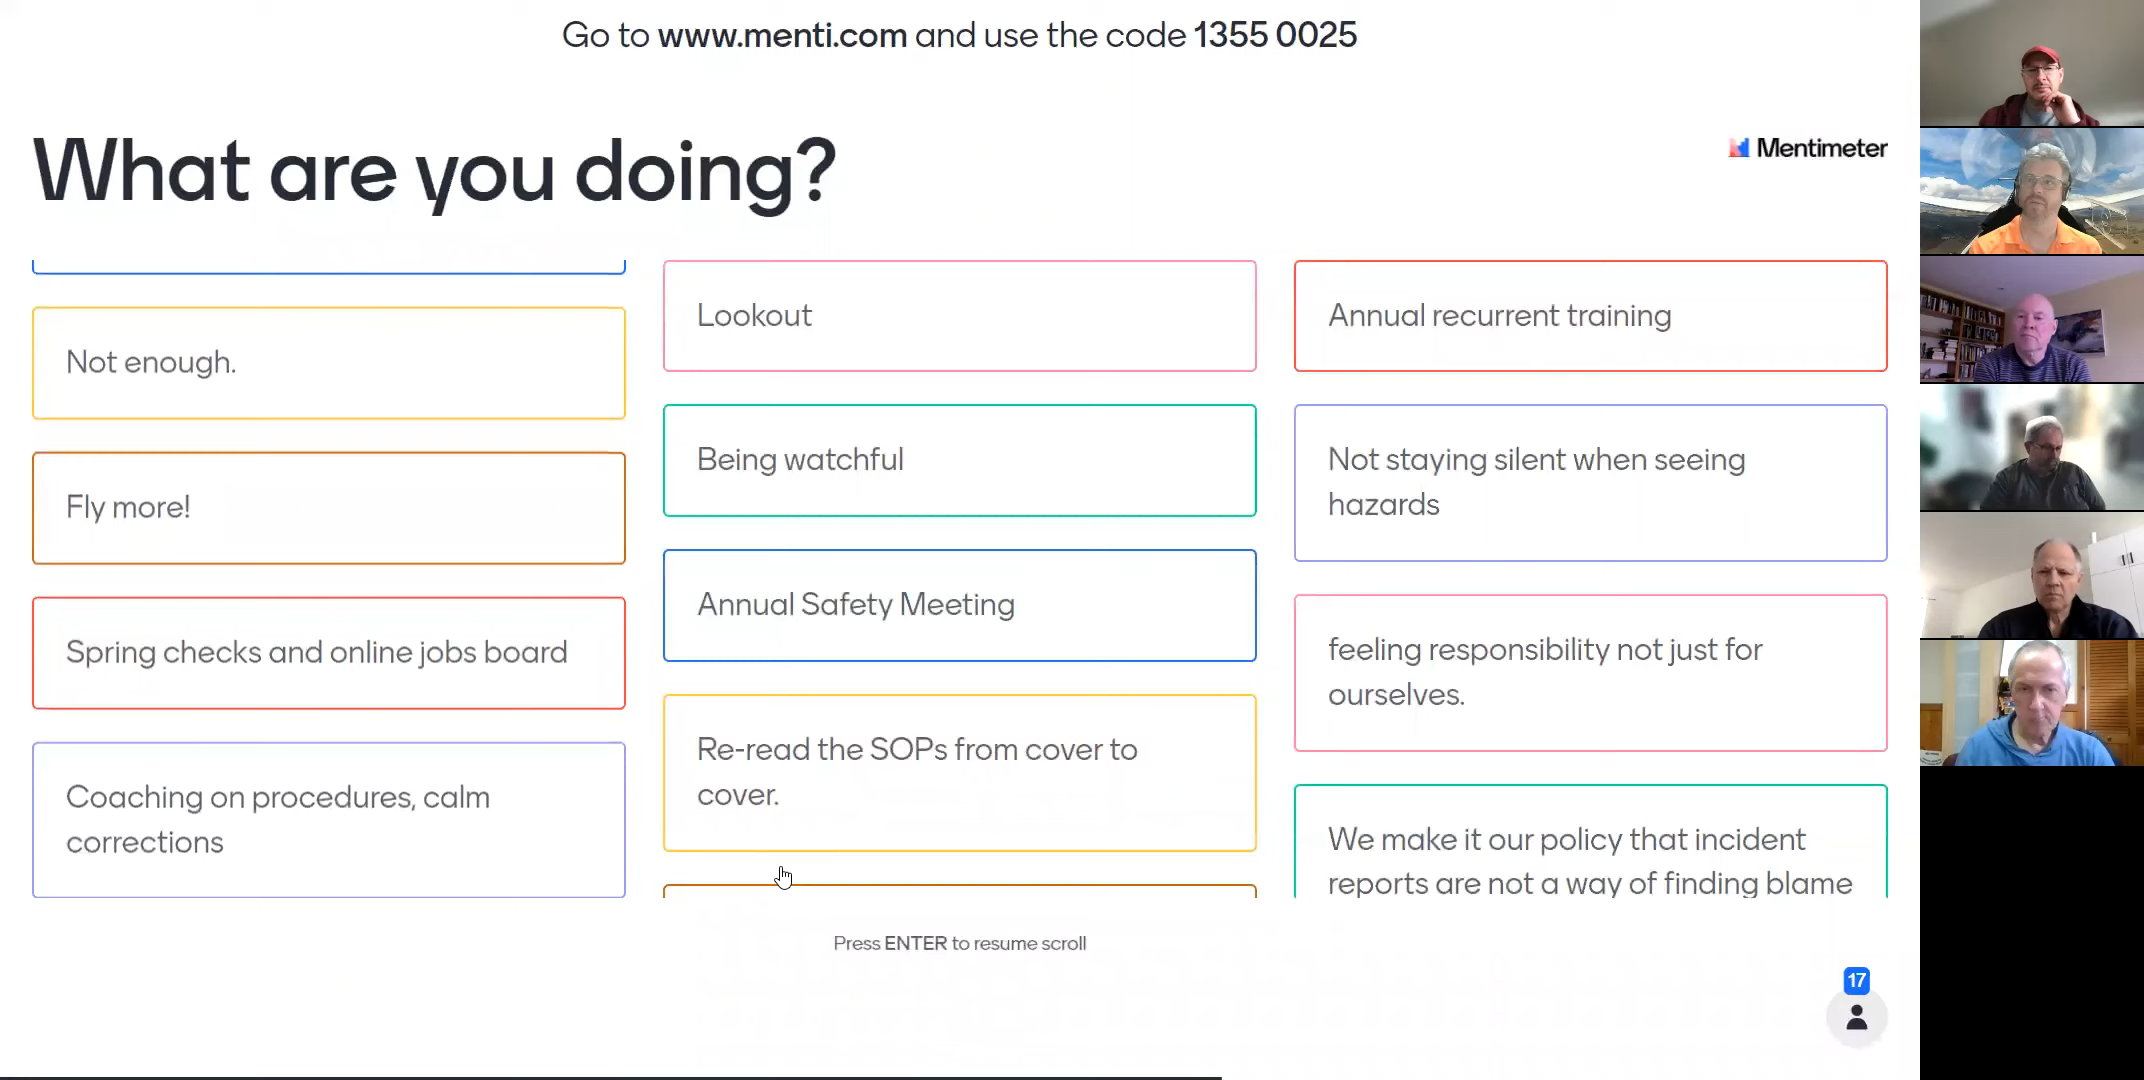 Go to www.menti.com and use the code 1355 0025
What are you doing?
Mentimeter
Not enough.
Fly more!
Spring checks and online jobs board
Coaching on procedures, calm
corrections
Lookout
Being watchful
Annual Safety Meeting
Re-read the SOPs from cover to
cover.
Annual recurrent training
Not staying silent when seeing
hazards
feeling responsibility not just for
ourselves.
We make it our policy that incident
reports are not a way of finding blame
Press ENTER to resume scroll
17